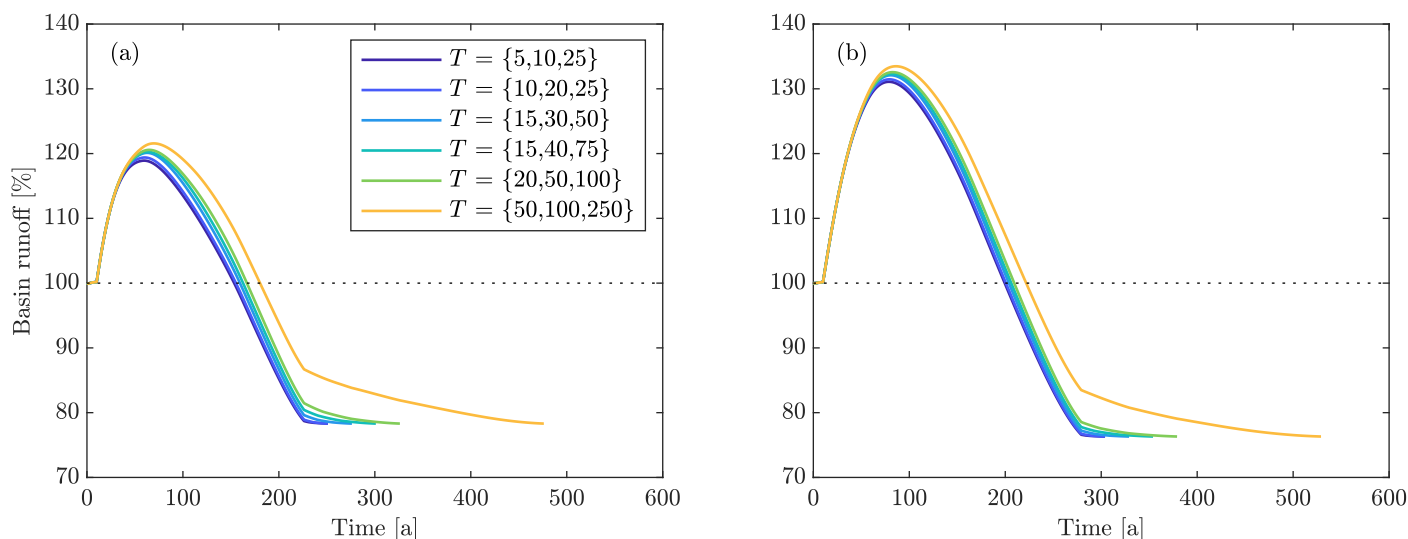 140
130
120
110
100
90
80
70
Basin runoff [%]
(a)
T = {5,10,25}
T = {10,20,25}
T = {15,30,50}
T = {15,40,75}
T = {20,50,100}
T = {50,100,250}
0 100 200 300 400 500 600
Time [a]
140
130
120
110
100
90
80
70
(b)
0 100 200 300 400 500 600
Time [a]